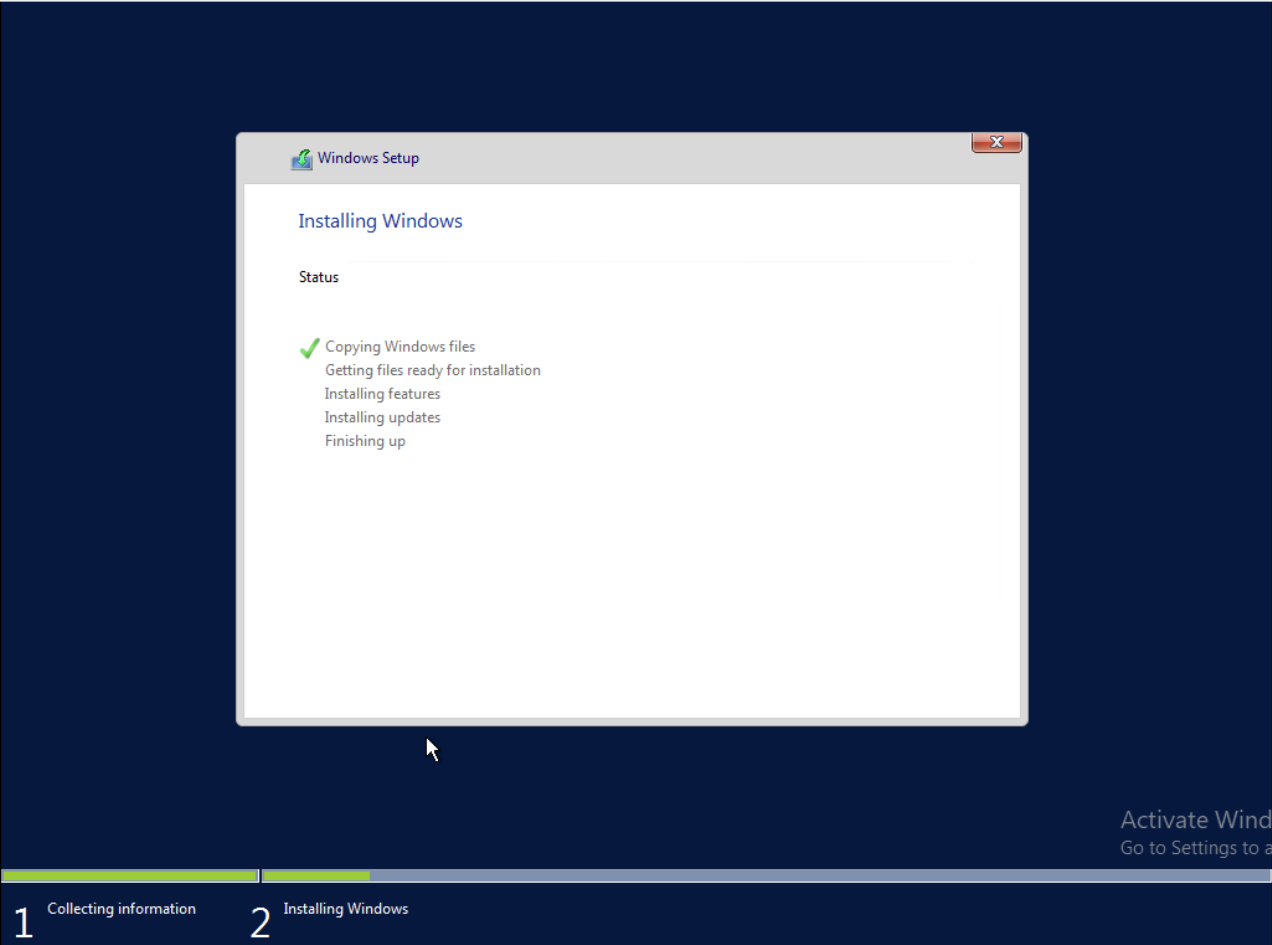 Windows Setup
Installing Windows
Status
Copying Windows files
Getting files ready for installation
Installing features
Installing updates
Finishing up
Activate Wind
Go to Settings to a
1 Collecting information 2 Installing Windows